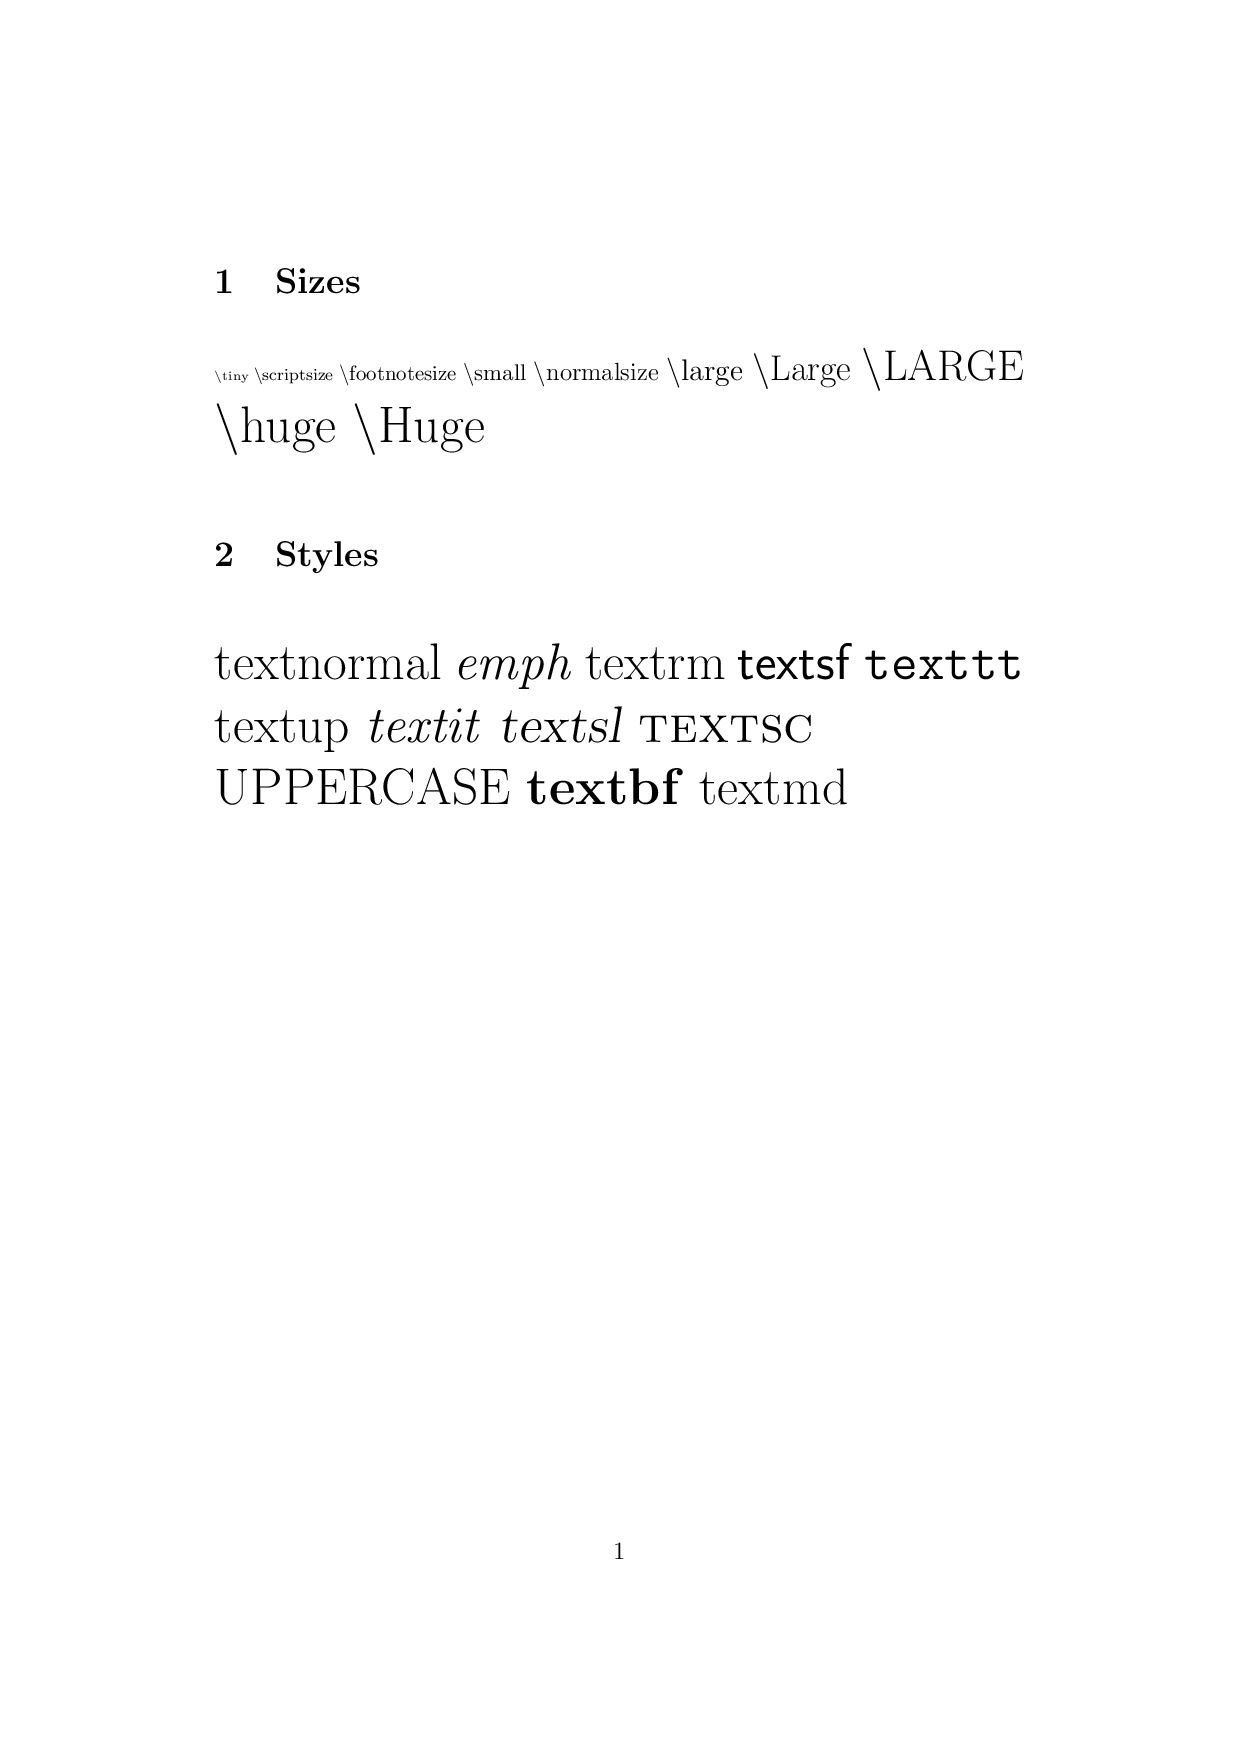 1 Sizes
\tiny \scriptsize \footnotesize \small \normalsize \large \Large \LARGE
\huge \Huge
2 Styles
textnormal emph textrm textsf texttt
textup textit textsl TEXTSC
UPPERCASE textbf textmd
1